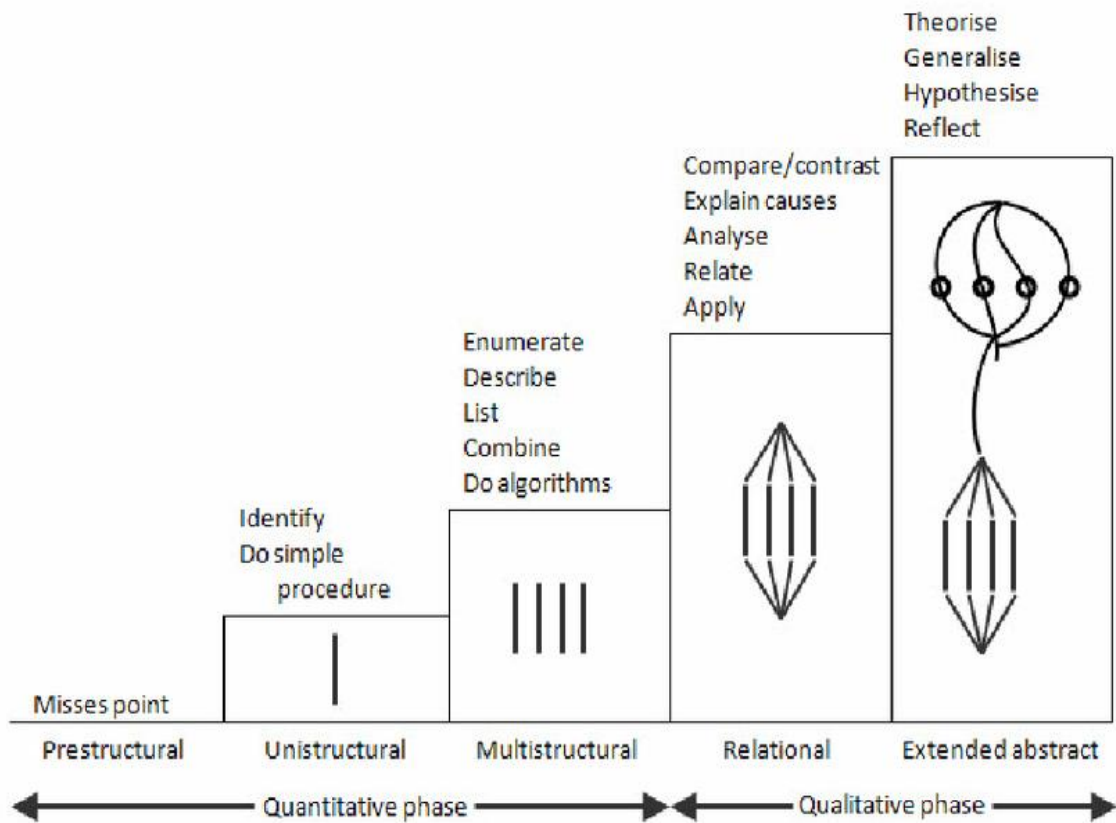 Theorise
Generalise
Hypothesise
Reflect
Compare/contrast
Explain causes
Analyse
Relate
Apply
Enumerate
Describe
List
Combine
Do algorithms
Identify
Do simple
procedure
Misses point
Prestructural
Unistructural
Multistructural
Relational
Extended abstract
Quantitative phase
Qualitative phase